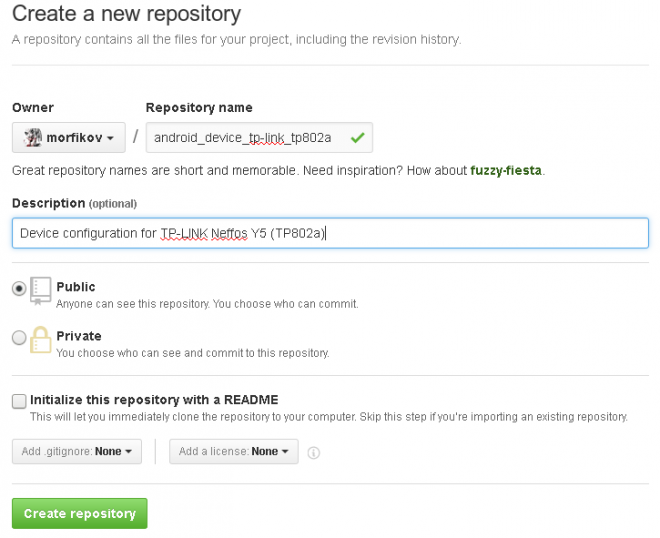 Create a new repository
A repository contains all the files for your project, including the revision history.
Owner
Repository name
morfikov / android_device_tp-link_tp802a
Great repository names are short and memorable. Need inspiration? How about fuzzy-fiesta.
Description (optional)
Device configuration for TP-LINK Neffos Y5 (TP802a)
Public
Anyone can see this repository. You choose who can commit.
Private
You choose who can see and commit to this repository.
Initialize this repository with a README
This will let you immediately clone the repository to your computer. Skip this step if you're importing an existing repository.
Add .gitignore: None
Add a license: None
Create repository